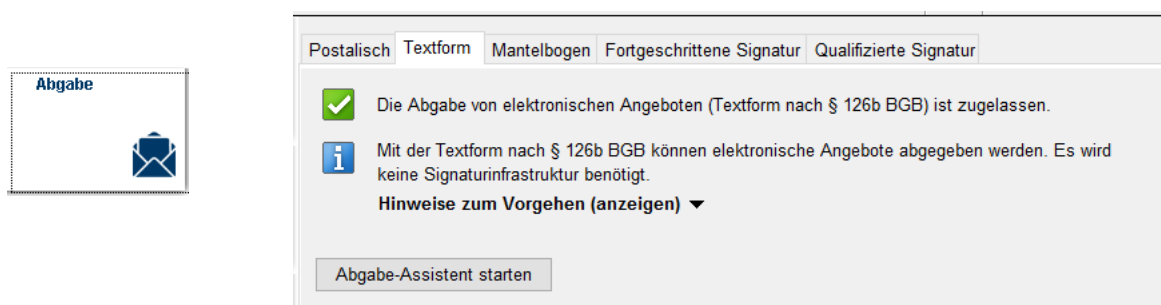 Abgabe
Postalisch Textform Mantelbogen Fortgeschrittene Signatur Qualifizierte Signatur
Die Abgabe von elektronischen Angeboten (Textform nach § 126b BGB) ist zugelassen.
Mit der Textform nach § 126b BGB können elektronische Angebote abgegeben werden. Es wird
keine Signaturinfrastruktur benötigt.
Hinweise zum Vorgehen (anzeigen)
Abgabe-Assistent starten